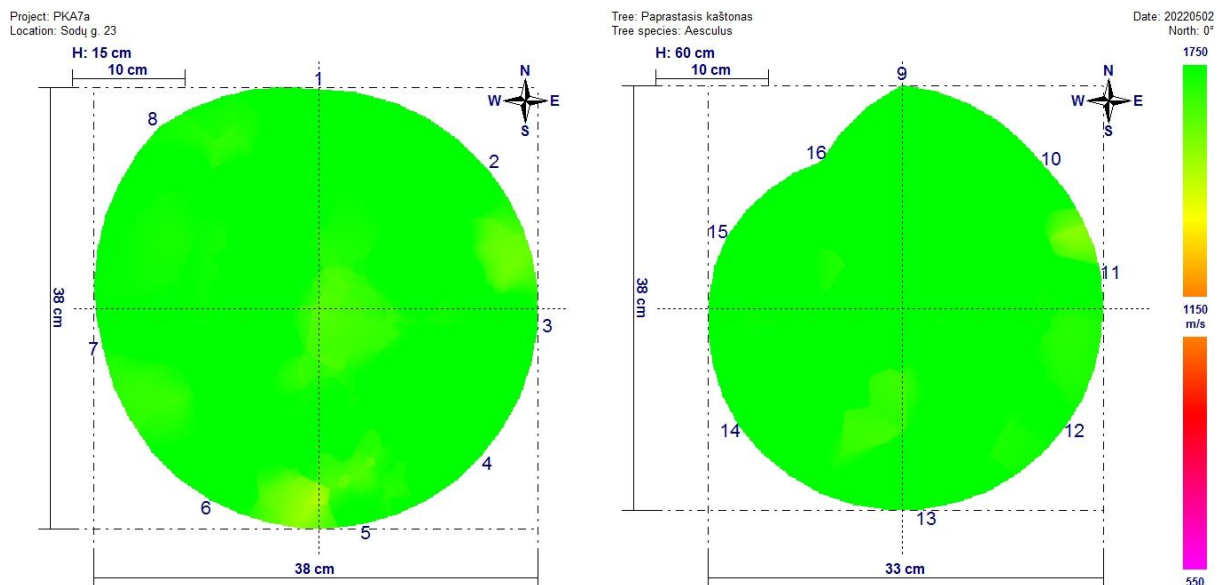 Project: PKA7a
Location: Sodų g. 23
Tree: Paprastasis kaštonas
Tree species: Aesculus
Date: 20220502
North: 0°
H: 15 cm
10 cm
N
W E
S
1
2
3
4
5
6
7
8
38 cm
38 cm
H: 60 cm
10 cm
N
W E
S
9
10
11
12
13
14
15
16
38 cm
33 cm
1750
1150
m/s
550